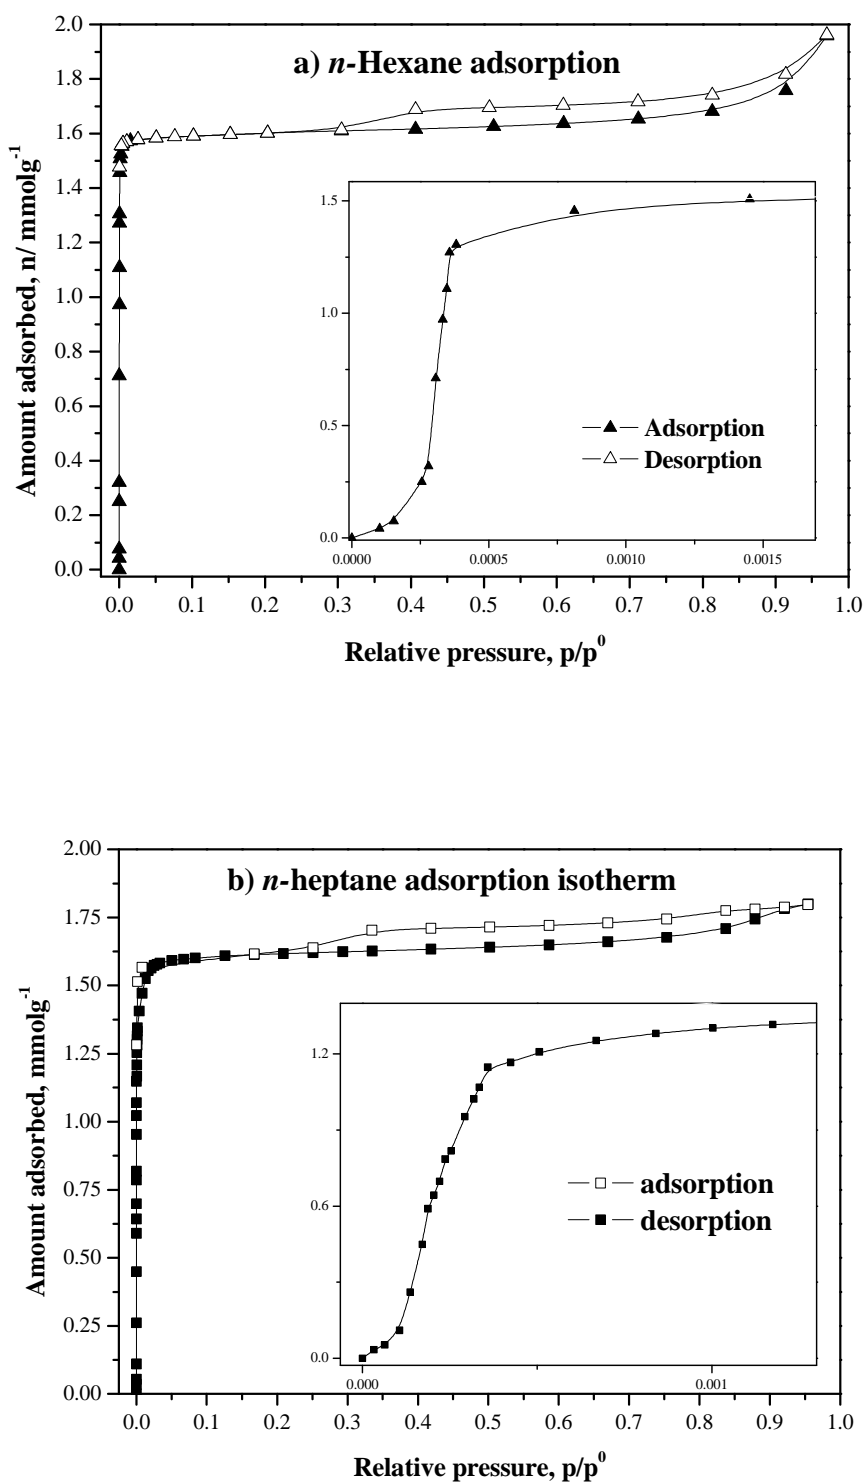 a) n-Hexane adsorption
2.0
1.8
1.6
1.4
1.2
1.0
0.8
0.6
0.4
0.2
0.0
Amount adsorbed, n/ mmolg-1
1.5
1.0
0.5
0.0
0.0000 0.0005 0.0010 0.0015
Adsorption
Desorption
0.0 0.1 0.2 0.3 0.4 0.5 0.6 0.7 0.8 0.9 1.0
Relative pressure, p/p0
b) n-heptane adsorption isotherm
2.00
1.75
1.50
1.25
1.00
0.75
0.50
0.25
0.00
Amount adsorbed, mmolg-1
1.2
0.6
0.0
0.000 0.001
adsorption
desorption
0.0 0.1 0.2 0.3 0.4 0.5 0.6 0.7 0.8 0.9 1.0
Relative pressure, p/p0